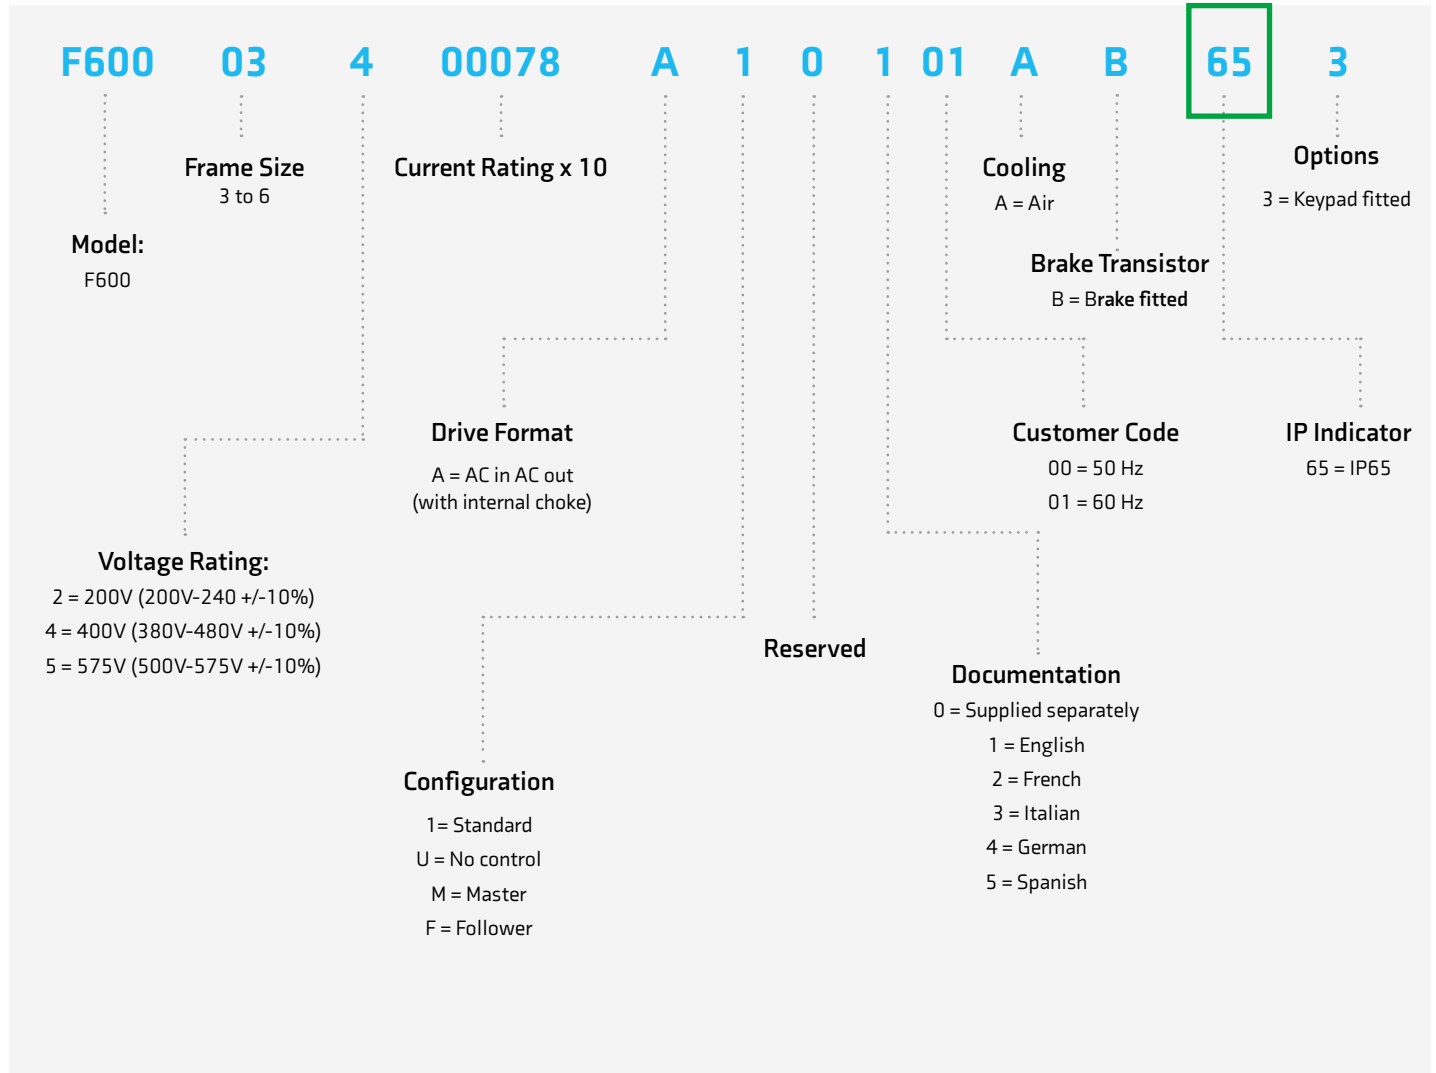 F600 03 4 00078 A 1 0 1 01 A B 65 3
Model:
F600
Frame Size
3 to 6
Voltage Rating:
2 = 200V (200V-240 +/-10%)
4 = 400V (380V-480V +/-10%)
5 = 575V (500V-575V +/-10%)
Current Rating x 10
Drive Format
A = AC in AC out
(with internal choke)
Configuration
1= Standard
U = No control
M = Master
F = Follower
Reserved
Documentation
0 = Supplied separately
1 = English
2 = French
3 = Italian
4 = German
5 = Spanish
Customer Code
00 = 50 Hz
01 = 60 Hz
Cooling
A = Air
Brake Transistor
B = Brake fitted
IP Indicator
65 = IP65
Options
3 = Keypad fitted